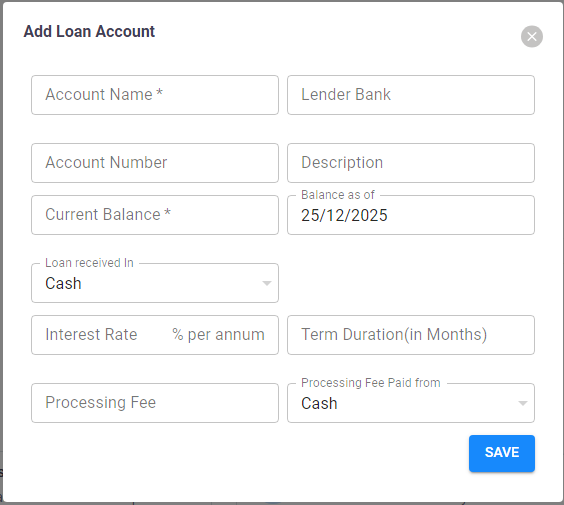 Add Loan Account
Account Name *
Lender Bank
Account Number
Description
Current Balance *
Balance as of
25/12/2025
Loan received In
Cash
Interest Rate
% per annum
Term Duration(in Months)
Processing Fee
Processing Fee Paid from
Cash
SAVE